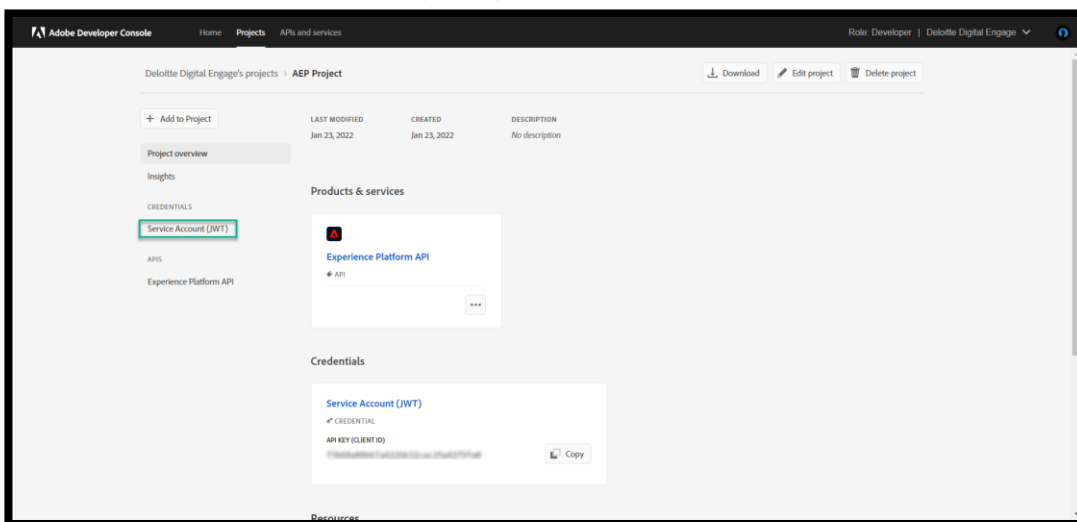 Adobe Developer Console Home Projects APIs and services Role: Developer | Deloitte Digital Engage
Deloitte Digital Engage's projects > AEP Project Download Edit project Delete project
+ Add to Project
LAST MODIFIED CREATED DESCRIPTION
Jan 23, 2022 Jan 23, 2022 No description
Project overview
Insights
Products & services
CREDENTIALS
Service Account (JWT)
Experience Platform API
API
APIS
Experience Platform API
Credentials
Service Account (JWT)
CREDENTIAL
API KEY (CLIENT ID)
Copy
Resources